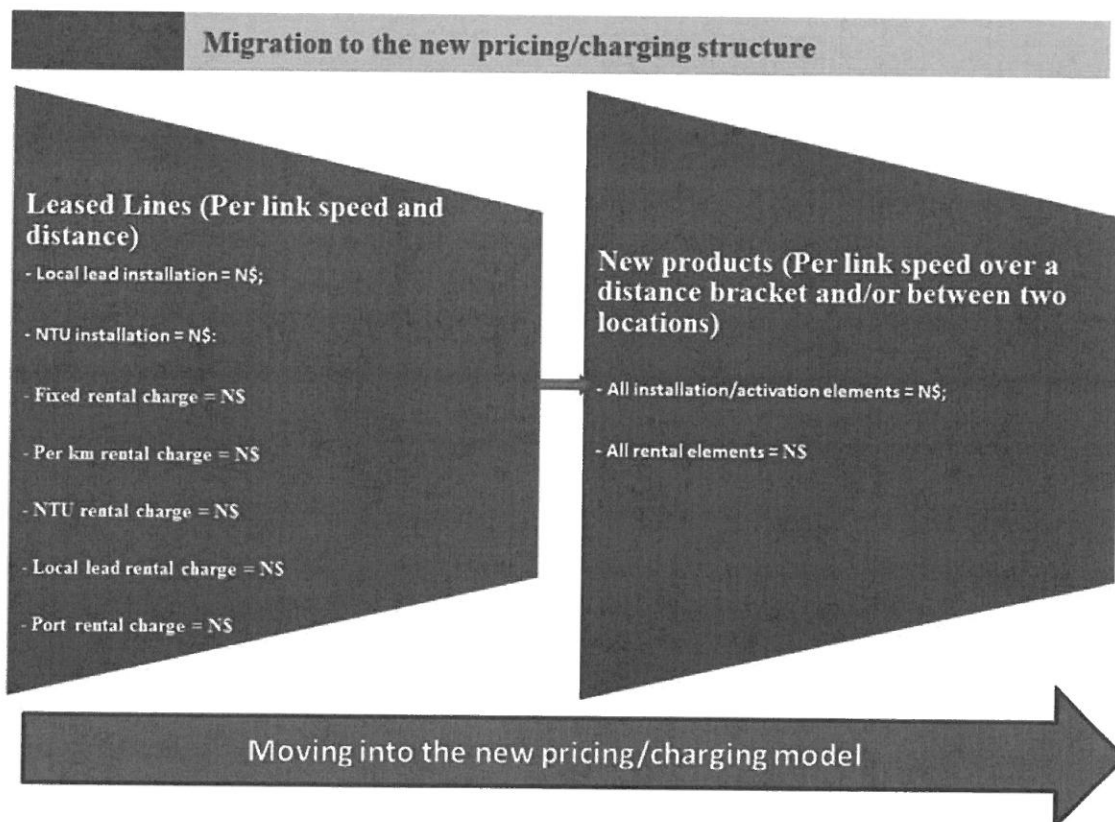 Migration to the new pricing/charging structure
Leased Lines (Per link speed and
distance)
- Local lead installation = N$;
- NTU installation = N$:
- Fixed rental charge = N$
- Per km rental charge = N$
- NTU rental charge = N$
- Local lead rental charge = N$
- Port rental charge = N$
New products (Per link speed over a
distance bracket and/or between two
locations)
- All installation/activation elements = N$;
- All rental elements = N$
Moving into the new pricing/charging model